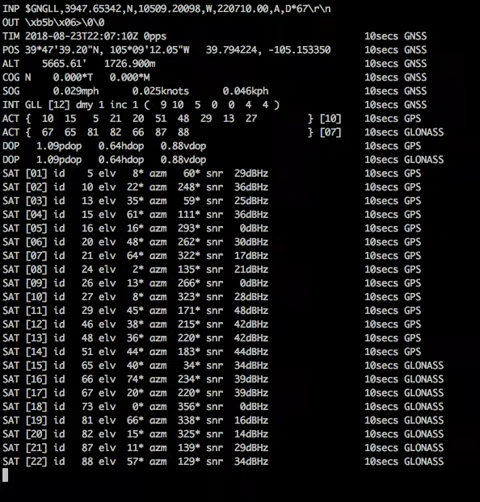 INP $GNGLL,3947.65342,N,10509.20098,W,220710.00,A,D*67\r\n
OUT \xb5b\x06>\0\0
TIM 2018-08-23T22:07:10Z 0pps 10secs GNSS
POS 39°47'39.20"N, 105°09'12.05"W 39.794224, -105.153350 10secs GNSS
ALT 5665.61' 1726.900m 10secs GNSS
COG N 0.000°T 0.000°M 10secs GNSS
SOG 0.029mph 0.025knots 0.046kph 10secs GNSS
INT GLL [12] dmy 1 inc 1 ( 9 10 5 0 0 4 4 ) 10secs GNSS
ACT { 10 15 5 21 20 51 48 29 13 27 } [10] 10secs GPS
ACT { 67 65 81 82 66 87 88 } [07] 10secs GLONASS
DOP 1.09pdop 0.64hdop 0.88vdop 10secs GPS
DOP 1.09pdop 0.64hdop 0.88vdop 10secs GLONASS
SAT [01] id 5 elv 8° azm 60° snr 29dBHz 10secs GPS
SAT [02] id 10 elv 22° azm 248° snr 36dBHz 10secs GPS
SAT [03] id 13 elv 35° azm 59° snr 25dBHz 10secs GPS
SAT [04] id 15 elv 61° azm 111° snr 36dBHz 10secs GPS
SAT [05] id 16 elv 16° azm 293° snr 0dBHz 10secs GPS
SAT [06] id 20 elv 48° azm 262° snr 30dBHz 10secs GPS
SAT [07] id 21 elv 64° azm 322° snr 17dBHz 10secs GPS
SAT [08] id 24 elv 2° azm 135° snr 21dBHz 10secs GPS
SAT [09] id 26 elv 13° azm 266° snr 0dBHz 10secs GPS
SAT [10] id 27 elv 8° azm 323° snr 28dBHz 10secs GPS
SAT [11] id 29 elv 45° azm 171° snr 48dBHz 10secs GPS
SAT [12] id 46 elv 38° azm 215° snr 42dBHz 10secs GPS
SAT [13] id 48 elv 36° azm 220° snr 42dBHz 10secs GPS
SAT [14] id 51 elv 44° azm 183° snr 44dBHz 10secs GPS
SAT [15] id 65 elv 40° azm 34° snr 34dBHz 10secs GLONASS
SAT [16] id 66 elv 74° azm 234° snr 39dBHz 10secs GLONASS
SAT [17] id 67 elv 20° azm 220° snr 39dBHz 10secs GLONASS
SAT [18] id 73 elv 0° azm 356° snr 0dBHz 10secs GLONASS
SAT [19] id 81 elv 66° azm 338° snr 16dBHz 10secs GLONASS
SAT [20] id 82 elv 15° azm 325° snr 14dBHz 10secs GLONASS
SAT [21] id 87 elv 11° azm 139° snr 29dBHz 10secs GLONASS
SAT [22] id 88 elv 57° azm 129° snr 34dBHz 10secs GLONASS